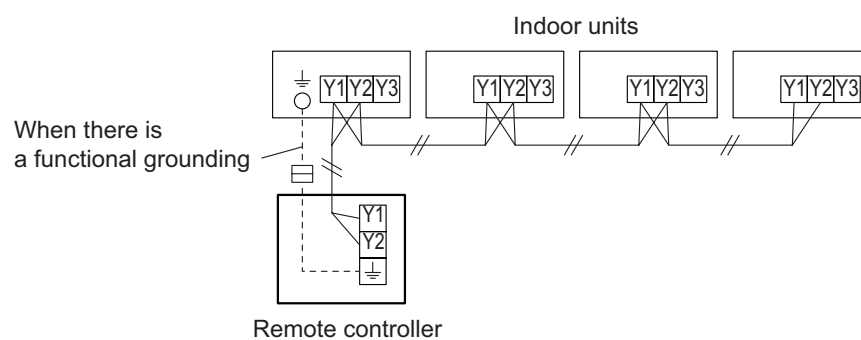 Indoor units
Y1 Y2 Y3 Y1 Y2 Y3 Y1 Y2 Y3 Y1 Y2 Y3
When there is
a functional grounding
Y1
Y2
Remote controller